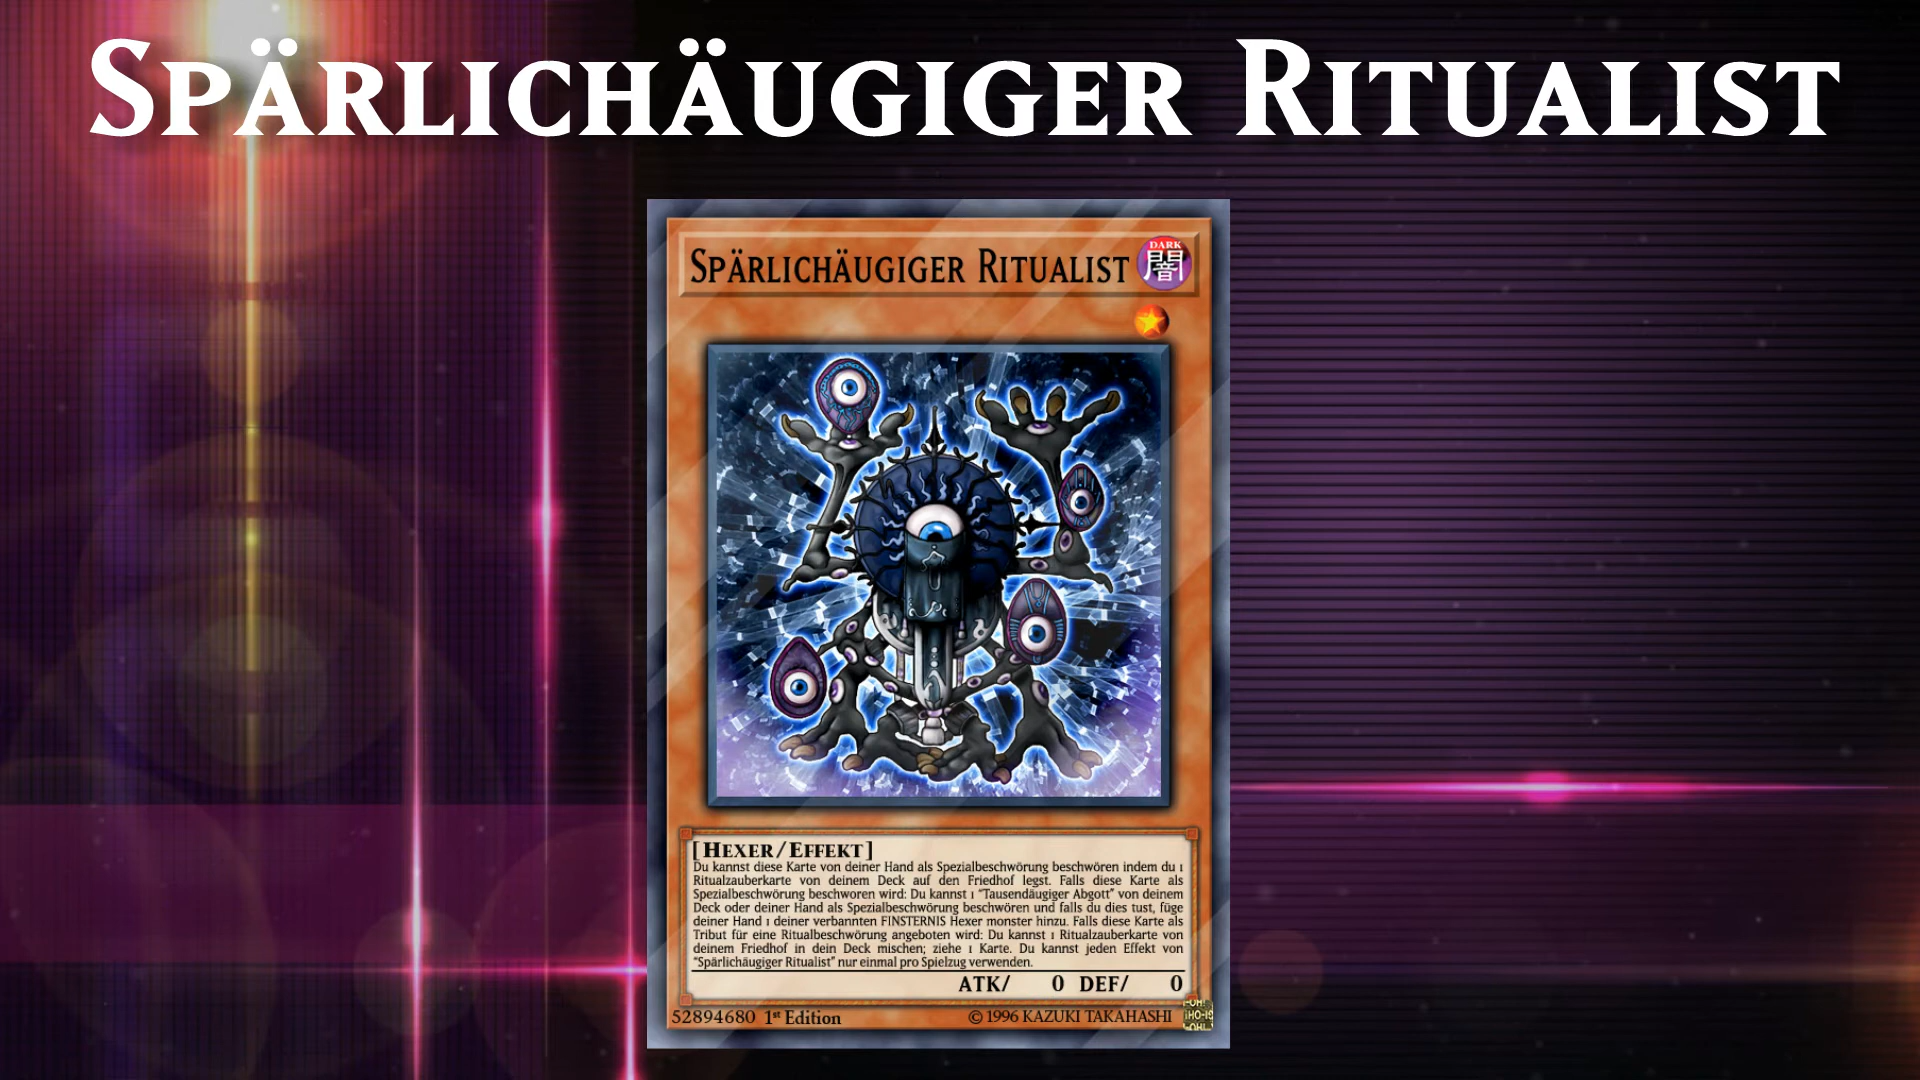 Spärlichäugiger Ritualist
Spärlichäugiger Ritualist
DARK
闇
[Hexer/Effekt]
Du kannst diese Karte von deiner Hand als Spezialbeschwörung beschwören indem du 1
Ritualzauberkarte von deinem Deck auf den Friedhof legst. Falls diese Karte als
Spezialbeschwörung beschworen wird: Du kannst 1 "Tausendäugiger Abgott" von deinem
Deck oder deiner Hand als Spezialbeschwörung beschwören und falls du dies tust, füge
deiner Hand 1 deiner verbannten FINSTERNIS Hexer monster hinzu. Falls diese Karte als
Tribut für eine Ritualbeschwörung angeboten wird: Du kannst 1 Ritualzauberkarte von
deinem Friedhof in dein Deck mischen; ziehe 1 Karte. Du kannst jeden Effekt von
"Spärlichäugiger Ritualist" nur einmal pro Spielzug verwenden.
ATK/ 0 DEF/ 0
52894680 1st Edition ©1996 KAZUKI TAKAHASHI